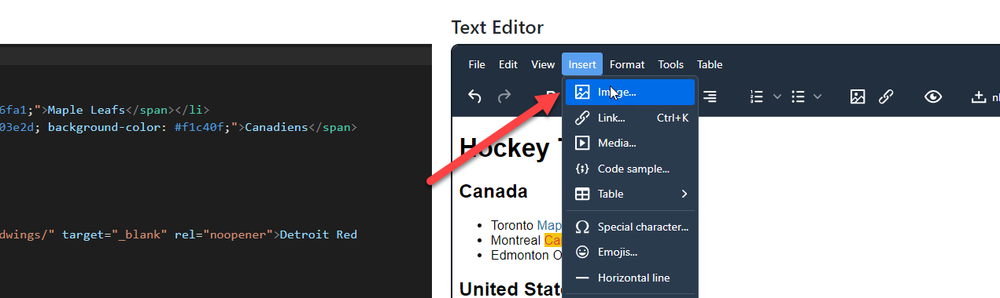 Text Editor
File Edit View Insert Format Tools Table
6fa1;">Maple Leafs</span></li>
03e2d; background-color: #f1c40f;">Canadiens</span>
dwings/" target="_blank" rel="noopener">Detroit Red
Image...
Link... Ctrl+K
Media...
Code sample...
Table
Special character...
Emojis...
Horizontal line
Hockey
Canada
Toronto Map
Montreal Ca
Edmonton O
United Stat